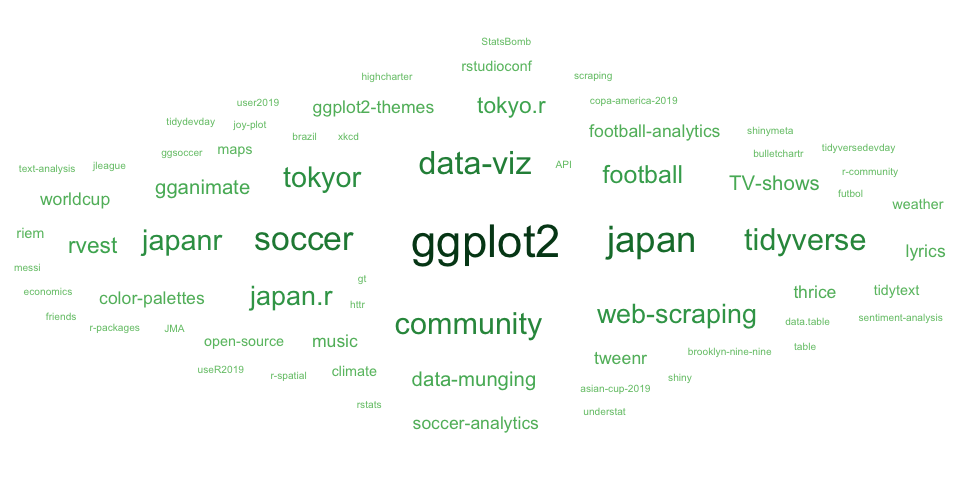 StatsBomb
rstudioconf
highcharter
scraping
user2019
ggplot2-themes
tokyo.r
copa-america-2019
tidydevday
joy-plot
brazil
xkcd
football-analytics
shinymeta
ggsoccer
maps
bulletchartr
tidyversedevday
text-analysis
jleague
data-viz
API
r-community
gganimate
tokyor
football
TV-shows
futbol
worldcup
weather
riem
rvest
japanr
soccer
ggplot2
japan
tidyverse
lyrics
messi
gt
economics
color-palettes
japan.r
httr
thrice
tidytext
friends
r-packages
JMA
community
web-scraping
data.table
sentiment-analysis
open-source
music
tweenr
brooklyn-nine-nine
table
useR2019
r-spatial
climate
data-munging
shiny
asian-cup-2019
rstats
understat
soccer-analytics